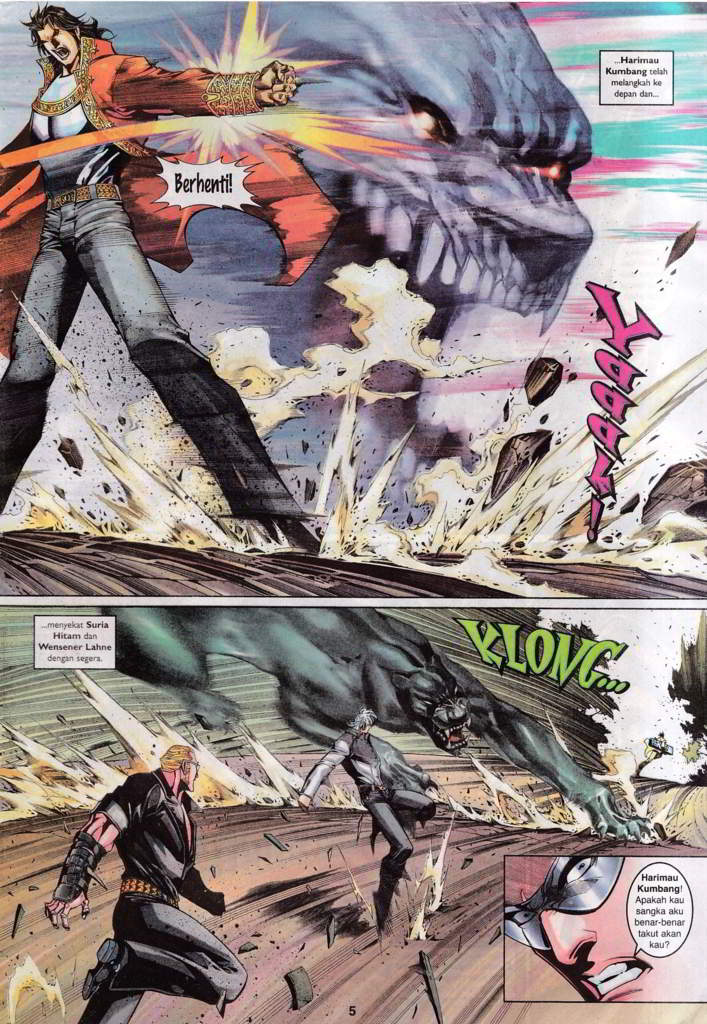 ...Harimau
Kumbang telah
melangkah ke
depan dan...
Berhenti!
Yaaah!
...menyekat Suria
Hitam dan
Wensener Lahne
dengan segera.
KLONG...
Harimau
Kumbang!
Apakah kau
sangka aku
benar-benar
takut akan
kau?
5